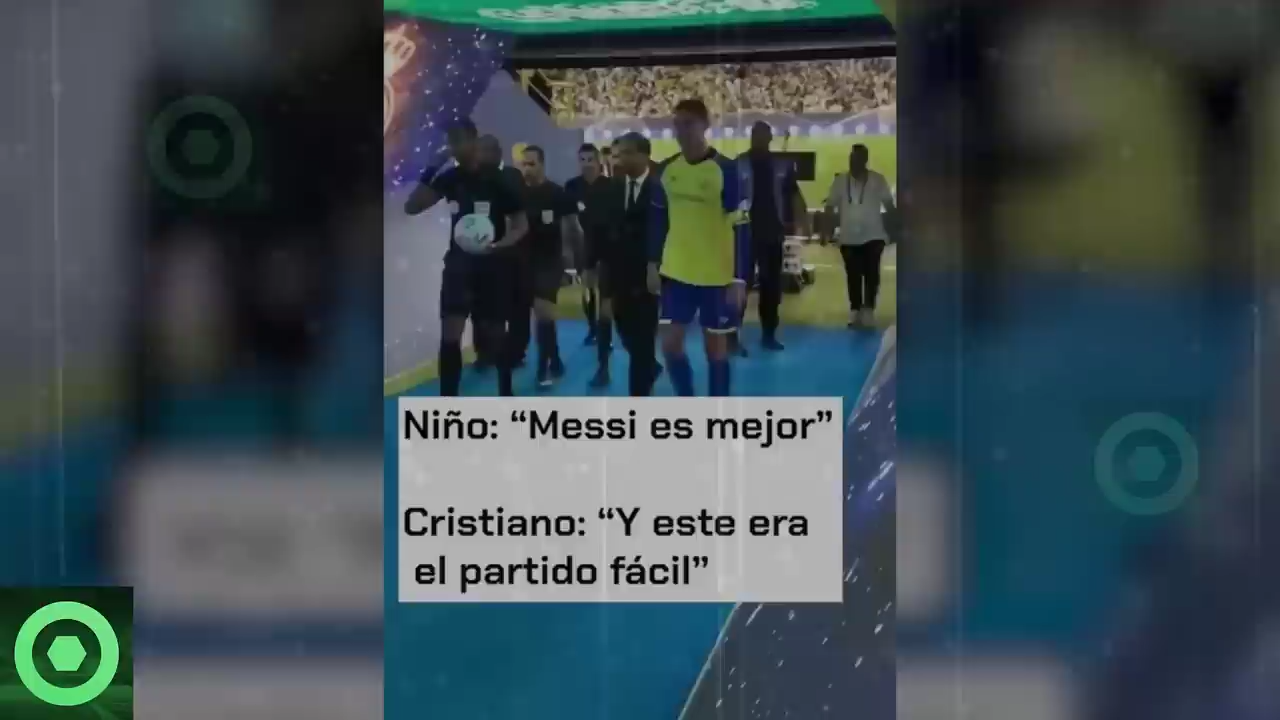 Niño: “Messi es mejor”
Cristiano: “Y este era
el partido fácil”